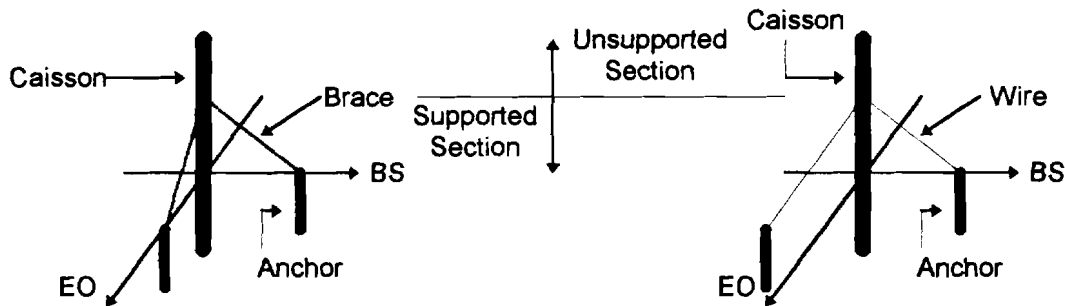 Caisson
Brace
BS
Anchor
EO
Unsupported
Section
Supported
Section
Caisson
Wire
BS
Anchor
EO